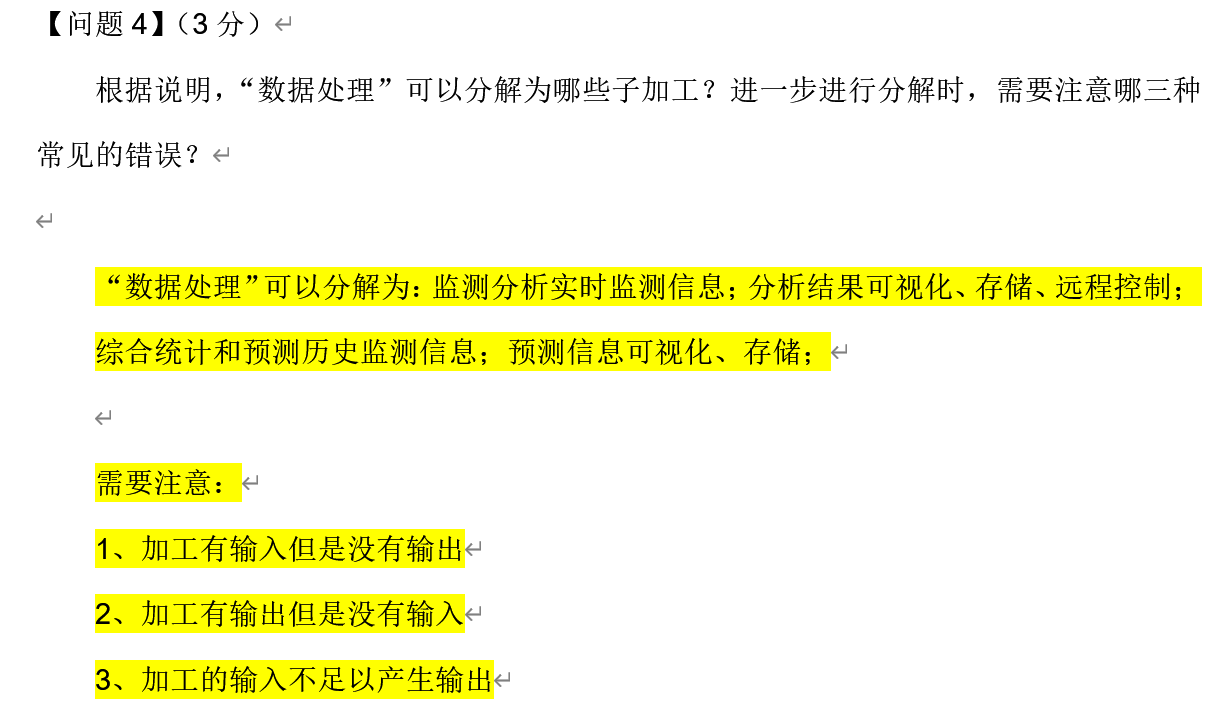 【问题 4】（3 分）
根据说明，“数据处理”可以分解为哪些子加工？进一步进行分解时，需要注意哪三种
常见的错误？
“数据处理”可以分解为：监测分析实时监测信息；分析结果可视化、存储、远程控制；
综合统计和预测历史监测信息；预测信息可视化、存储；
需要注意：
1、加工有输入但是没有输出
2、加工有输出但是没有输入
3、加工的输入不足以产生输出